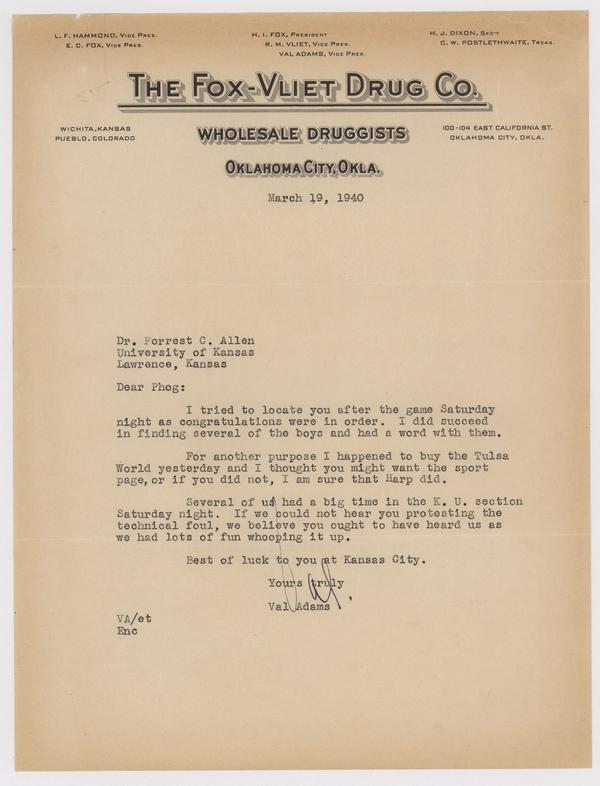 L. F. HAMMOND, VICE PRES.
E. C. FOX, VICE PRES.
H. I. FOX, PRESIDENT
R. M. VLIET, VICE PRES.
VAL ADAMS, VICE PRES.
H. J. DIXON, SEC'T
C. W. POSTLETHWAITE, TREAS.
THE FOX-VLIET DRUG CO.
WICHITA, KANSAS
PUEBLO, COLORADO
WHOLESALE DRUGGISTS
100-104 EAST CALIFORNIA ST.
OKLAHOMA CITY, OKLA.
OKLAHOMA CITY, OKLA.
March 19, 1940
Dr. Forrest C. Allen
University of Kansas
Lawrence, Kansas
Dear Phog:
I tried to locate you after the game Saturday
night as congratulations were in order. I did succeed
in finding several of the boys and had a word with them.
For another purpose I happened to buy the Tulsa
World yesterday and I thought you might want the sport
page, or if you did not, I am sure that Harp did.
Several of us had a big time in the K. U. section
Saturday night. If we could not hear you protesting the
technical foul, we believe you ought to have heard us as
we had lots of fun whooping it up.
Best of luck to you at Kansas City.
Yours truly
Val
Val Adams
VA/et
Enc